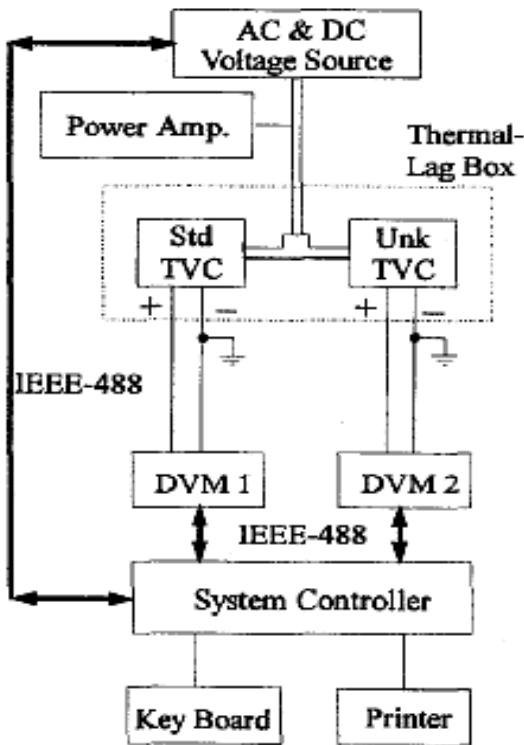 AC & DC
Voltage Source
Power Amp.
Thermal-
Lag Box
Std
TVC
Unk
TVC
+
−
+
−
IEEE-488
DVM 1
DVM 2
IEEE-488
System Controller
Key Board
Printer